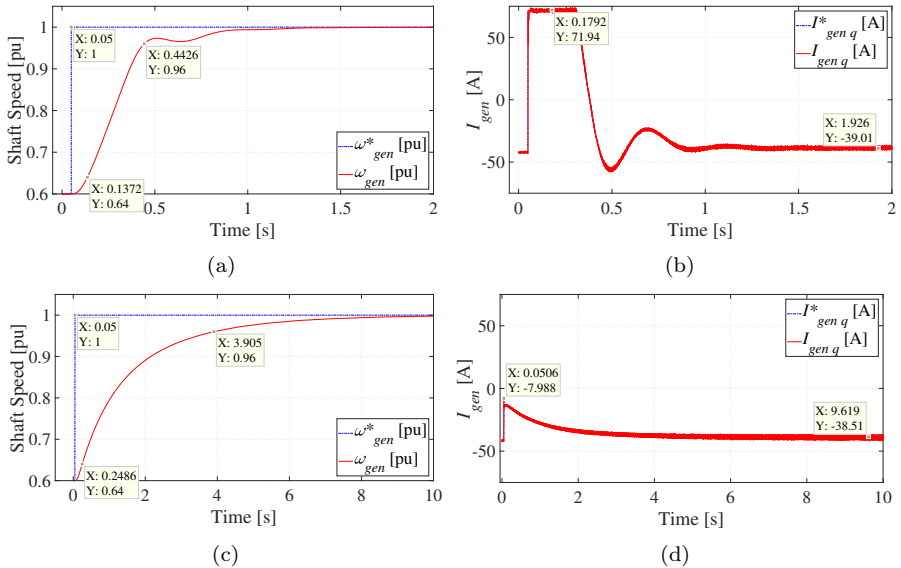 1
0.9
0.8
0.7
0.6
Shaft Speed [pu]
X: 0.05
Y: 1
X: 0.4426
Y: 0.96
X: 0.1372
Y: 0.64
ω*gen [pu]
ωgen [pu]
0
0.5
1
1.5
2
Time [s]
(a)
50
0
-50
Igen [A]
X: 0.1792
Y: 71.94
I*gen q [A]
Igen q [A]
X: 1.926
Y: -39.01
0
0.5
1
1.5
2
Time [s]
(b)
1
0.9
0.8
0.7
0.6
Shaft Speed [pu]
X: 0.05
Y: 1
X: 3.905
Y: 0.96
X: 0.2486
Y: 0.64
ω*gen [pu]
ωgen [pu]
0
2
4
6
8
10
Time [s]
(c)
50
0
-50
Igen [A]
I*gen q [A]
Igen q [A]
X: 0.0506
Y: -7.988
X: 9.619
Y: -38.51
0
2
4
6
8
10
Time [s]
(d)